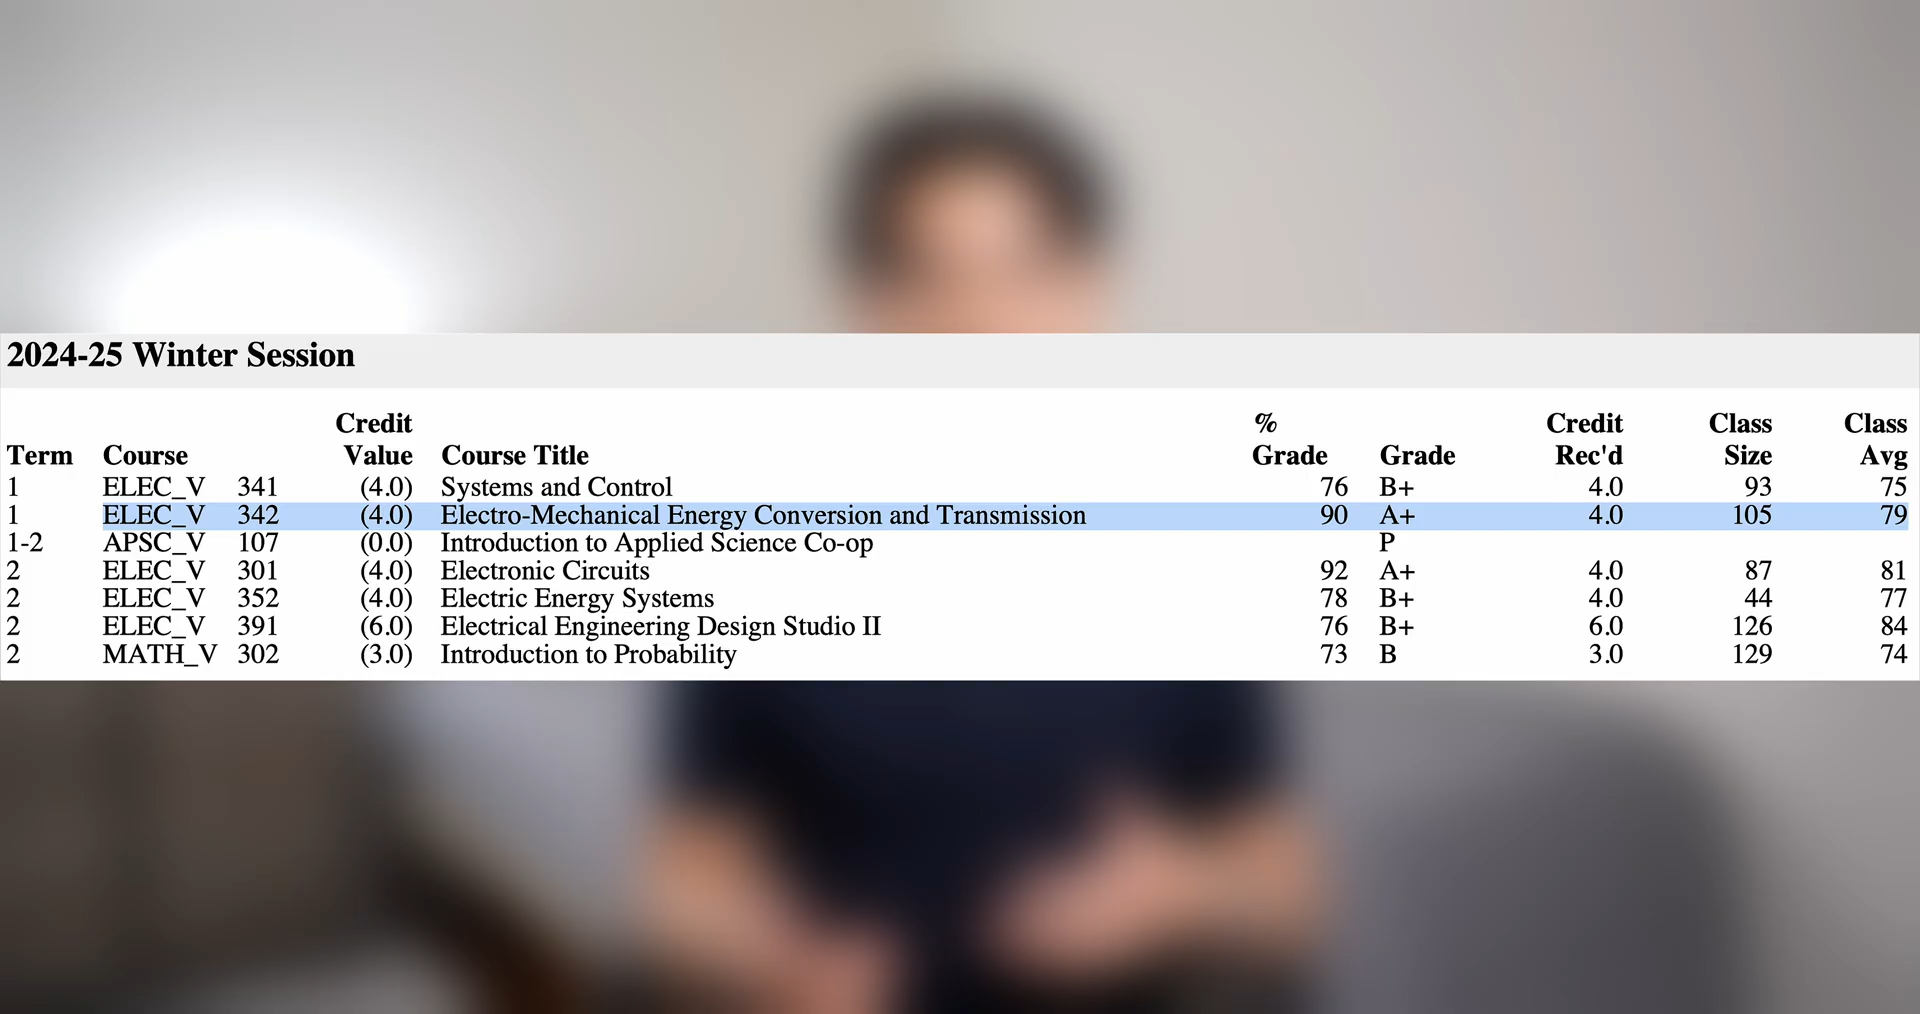 2024-25 Winter Session
Credit % Credit Class Class
Term Course Value Course Title Grade Grade Rec'd Size Avg
1 ELEC_V 341 (4.0) Systems and Control 76 B+ 4.0 93 75
1 ELEC_V 342 (4.0) Electro-Mechanical Energy Conversion and Transmission 90 A+ 4.0 105 79
1-2 APSC_V 107 (0.0) Introduction to Applied Science Co-op P
2 ELEC_V 301 (4.0) Electronic Circuits 92 A+ 4.0 87 81
2 ELEC_V 352 (4.0) Electric Energy Systems 78 B+ 4.0 44 77
2 ELEC_V 391 (6.0) Electrical Engineering Design Studio II 76 B+ 6.0 126 84
2 MATH_V 302 (3.0) Introduction to Probability 73 B 3.0 129 74